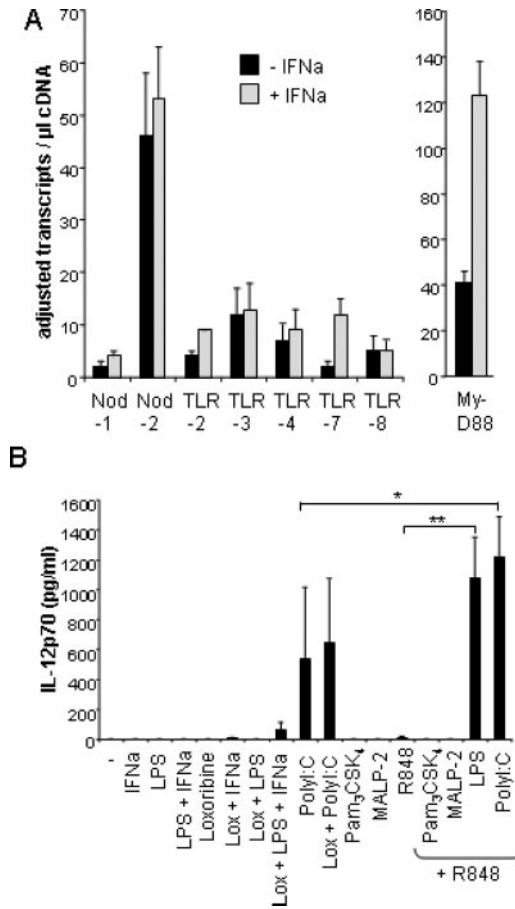 A
adjusted transcripts / µl cDNA
70
60
50
40
30
20
10
0
- IFNa
+ IFNa
160
140
120
100
80
60
40
20
0
Nod -1
Nod -2
TLR -2
TLR -3
TLR -4
TLR -7
TLR -8
My- D88
B
IL-12p70 (pg/ml)
1600
1400
1200
1000
800
600
400
200
0
*
**
-
IFNa
LPS
LPS + IFNa
Loxoribine
Lox + IFNa
Lox + LPS
Lox + LPS + IFNa
PolyI:C
Lox + PolyI:C
Pam3CSK4
MALP-2
R848
Pam3CSK4
MALP-2
LPS
PolyI:C
+ R848